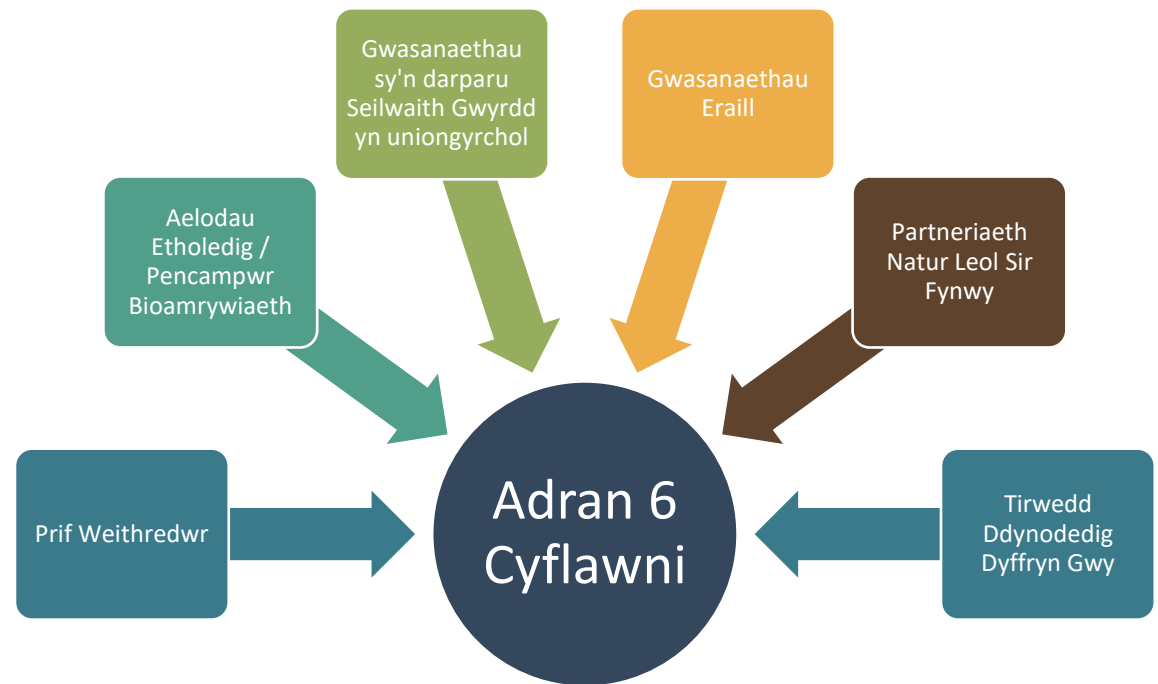 Prif Weithredwr
Aelodau
Etholedig /
Pencampwr
Bioamrywiaeth
Gwasanaethau
sy'n darparu
Seilwaith Gwyrdd
yn uniongyrchol
Gwasanaethau
Eraill
Partneriaeth
Natur Leol Sir
Fynwy
Tirwedd
Ddynodedig
Dyffryn Gwy
Adran 6
Cyflawni